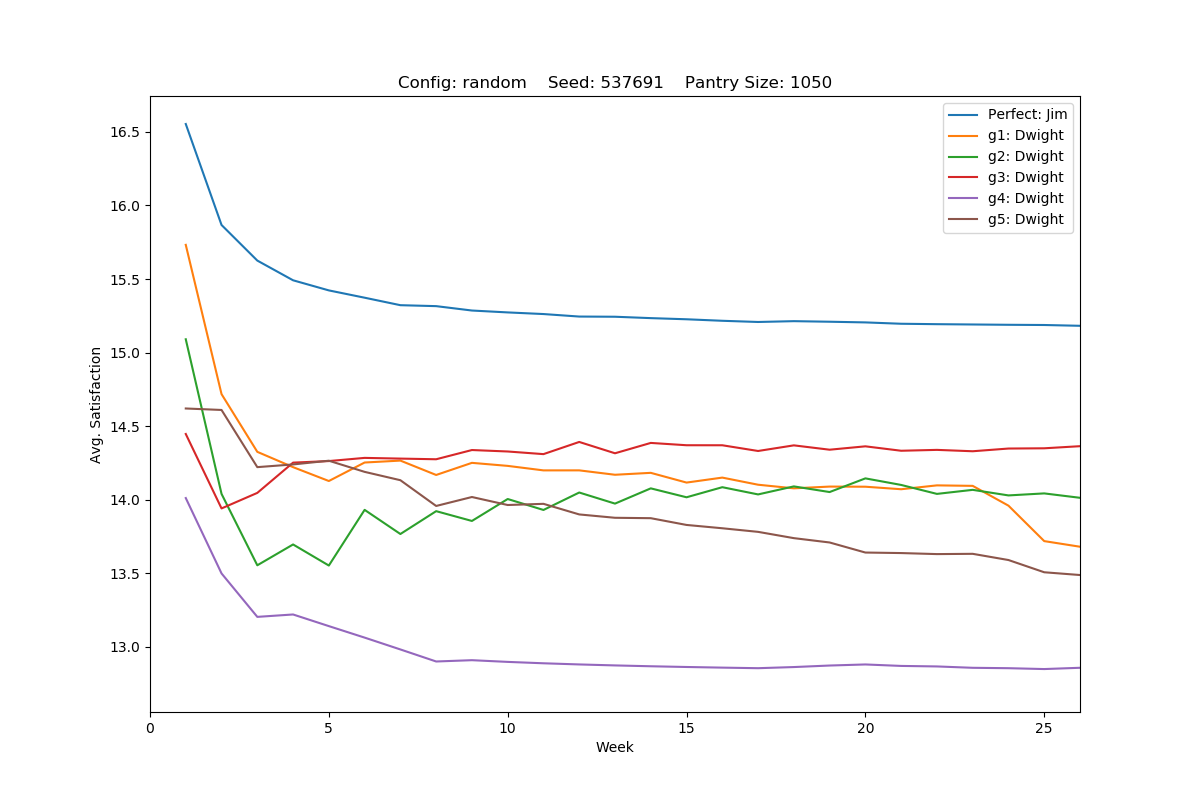 Config: random    Seed: 537691    Pantry Size: 1050
Perfect: Jim
g1: Dwight
g2: Dwight
g3: Dwight
g4: Dwight
g5: Dwight
Avg. Satisfaction
16.5
16.0
15.5
15.0
14.5
14.0
13.5
13.0
0 5 10 15 20 25
Week